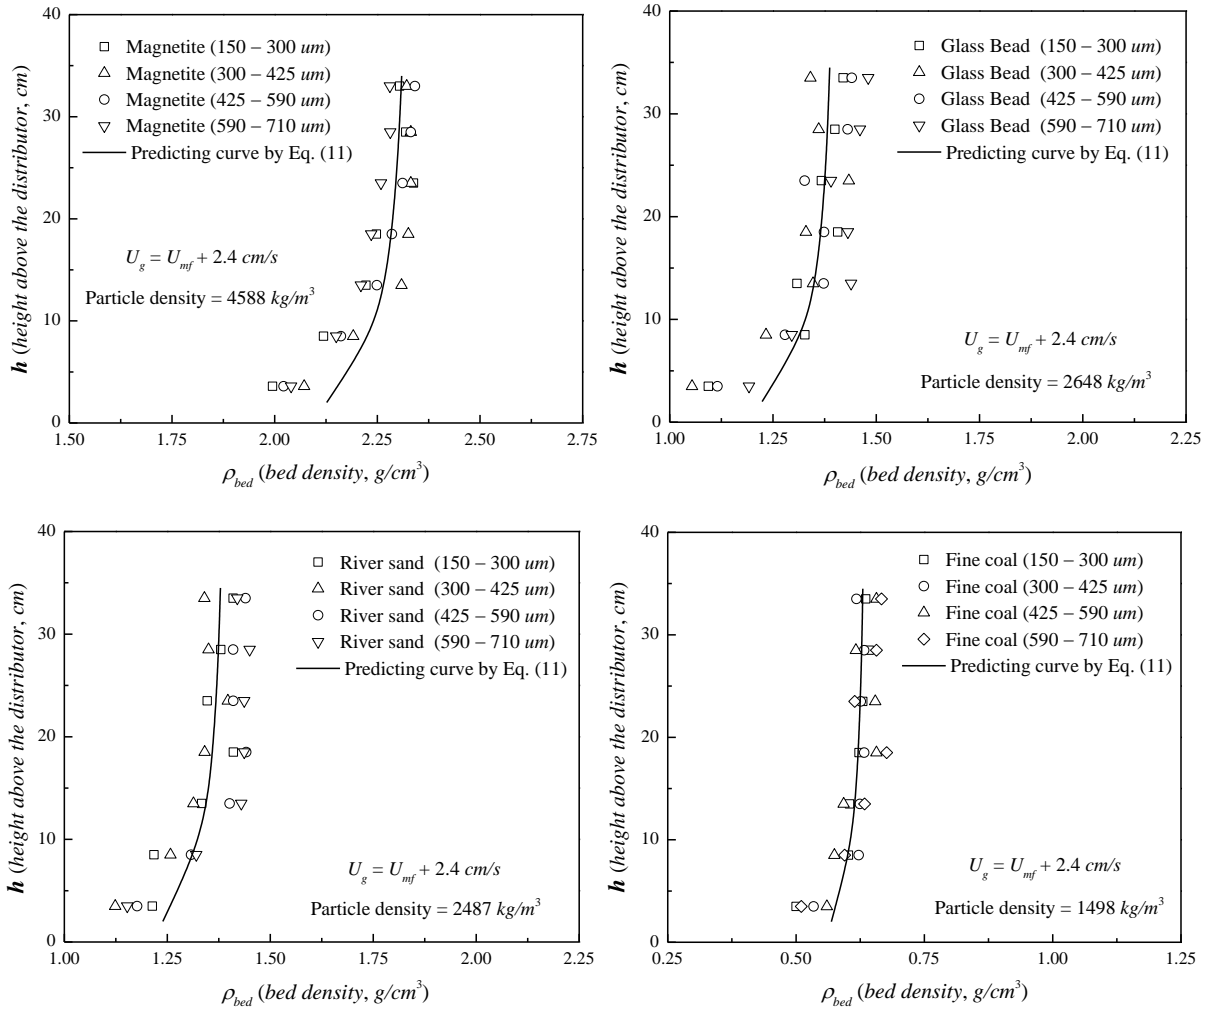 40
30
20
10
0
h (height above the distributor, cm)
Magnetite (150 – 300 um)
Magnetite (300 – 425 um)
Magnetite (425 – 590 um)
Magnetite (590 – 710 um)
Predicting curve by Eq. (11)
U_g = U_mf + 2.4 cm/s
Particle density = 4588 kg/m³
1.50 1.75 2.00 2.25 2.50 2.75
ρ_bed (bed density, g/cm³)
40
30
20
10
0
h (height above the distributor, cm)
Glass Bead (150 – 300 um)
Glass Bead (300 – 425 um)
Glass Bead (425 – 590 um)
Glass Bead (590 – 710 um)
Predicting curve by Eq. (11)
U_g = U_mf + 2.4 cm/s
Particle density = 2648 kg/m³
1.00 1.25 1.50 1.75 2.00 2.25
ρ_bed (bed density, g/cm³)
40
30
20
10
0
h (height above the distributor, cm)
River sand (150 – 300 um)
River sand (300 – 425 um)
River sand (425 – 590 um)
River sand (590 – 710 um)
Predicting curve by Eq. (11)
U_g = U_mf + 2.4 cm/s
Particle density = 2487 kg/m³
1.00 1.25 1.50 1.75 2.00 2.25
ρ_bed (bed density, g/cm³)
40
30
20
10
0
h (height above the distributor, cm)
Fine coal (150 – 300 um)
Fine coal (300 – 425 um)
Fine coal (425 – 590 um)
Fine coal (590 – 710 um)
Predicting curve by Eq. (11)
U_g = U_mf + 2.4 cm/s
Particle density = 1498 kg/m³
0.25 0.50 0.75 1.00 1.25
ρ_bed (bed density, g/cm³)